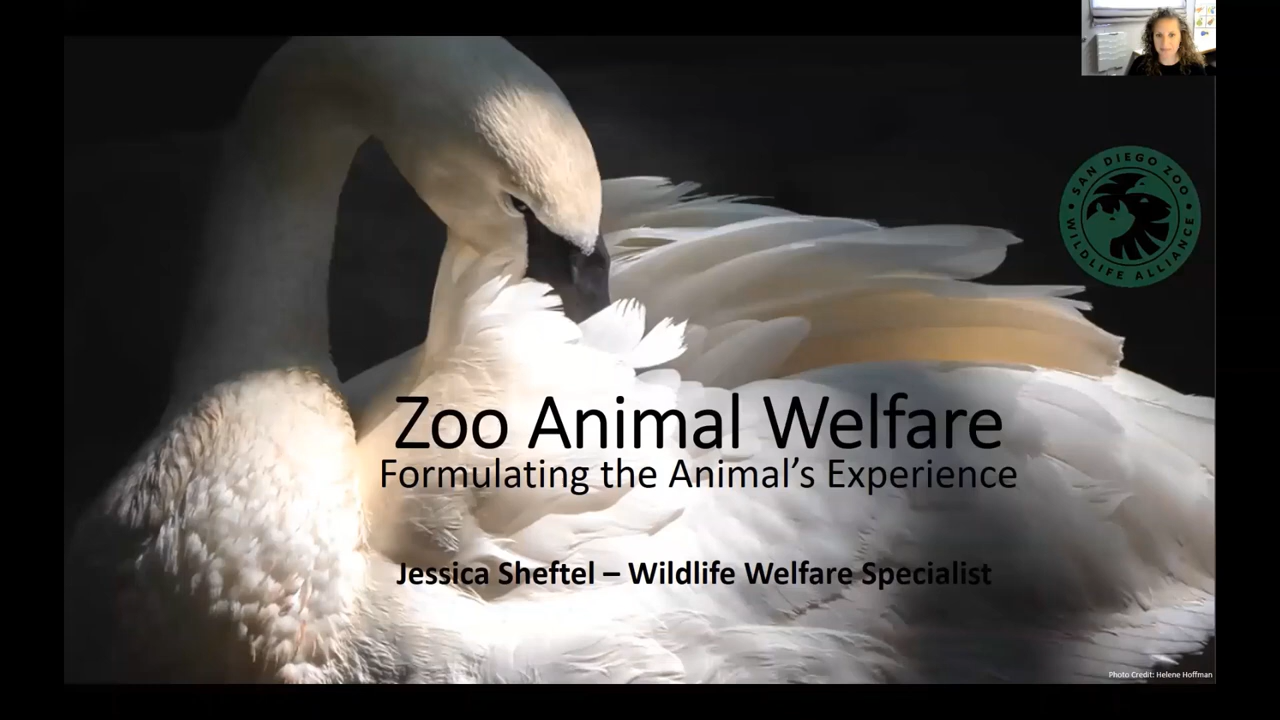 SAN DIEGO ZOO
WILDLIFE ALLIANCE
Zoo Animal Welfare
Formulating the Animal's Experience
Jessica Sheftel – Wildlife Welfare Specialist
Photo Credit: Helene Hoffman